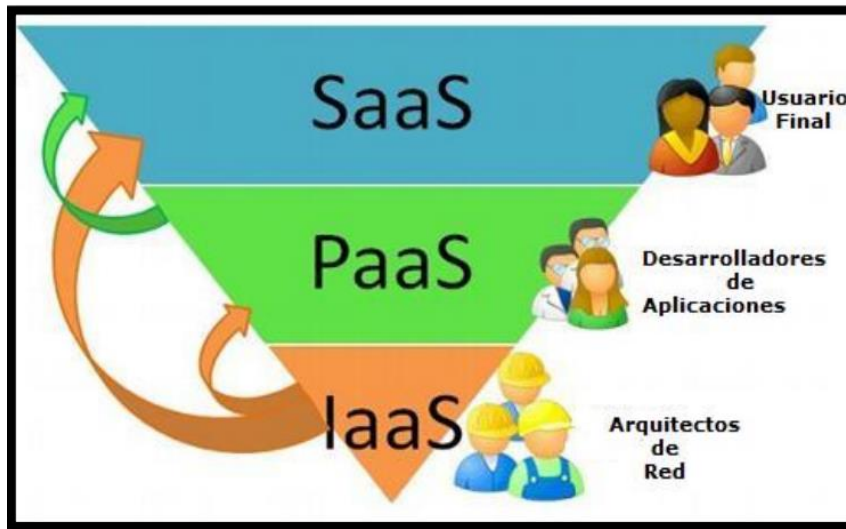 SaaS
Usuario
Final
PaaS
Desarrolladores
de
Aplicaciones
IaaS
Arquitectos
de
Red